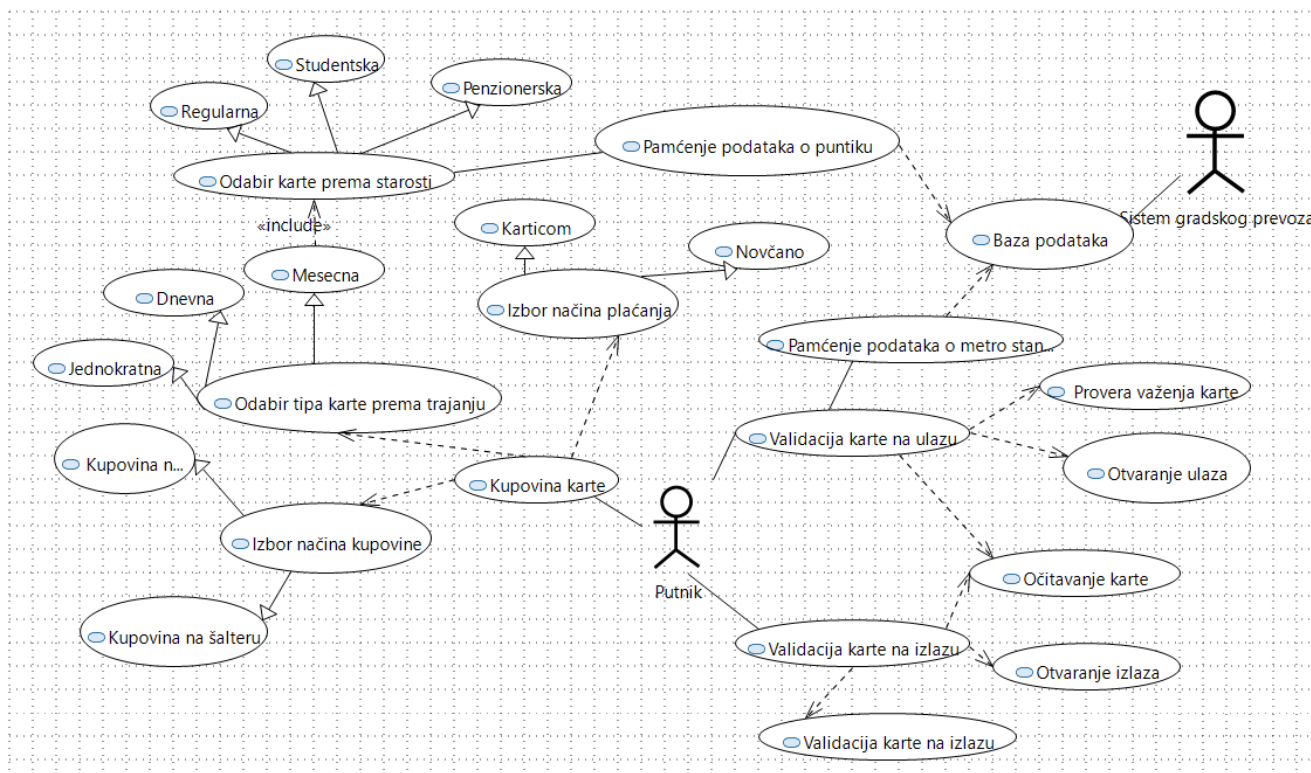 Studentska
Penzionerska
Regularna
Pamćenje podataka o puntiku
Odabir karte prema starosti
Sistem gradskog prevoza
«include»
Karticom
Baza podataka
Novčano
Mesecna
Dnevna
Izbor načina plaćanja
Pamćenje podataka o metro stan...
Jednokratna
Provera važenja karte
Odabir tipa karte prema trajanju
Validacija karte na ulazu
Kupovina n...
Otvaranje ulaza
Kupovina karte
Izbor načina kupovine
Očitavanje karte
Putnik
Kupovina na šalteru
Validacija karte na izlazu
Otvaranje izlaza
Validacija karte na izlazu